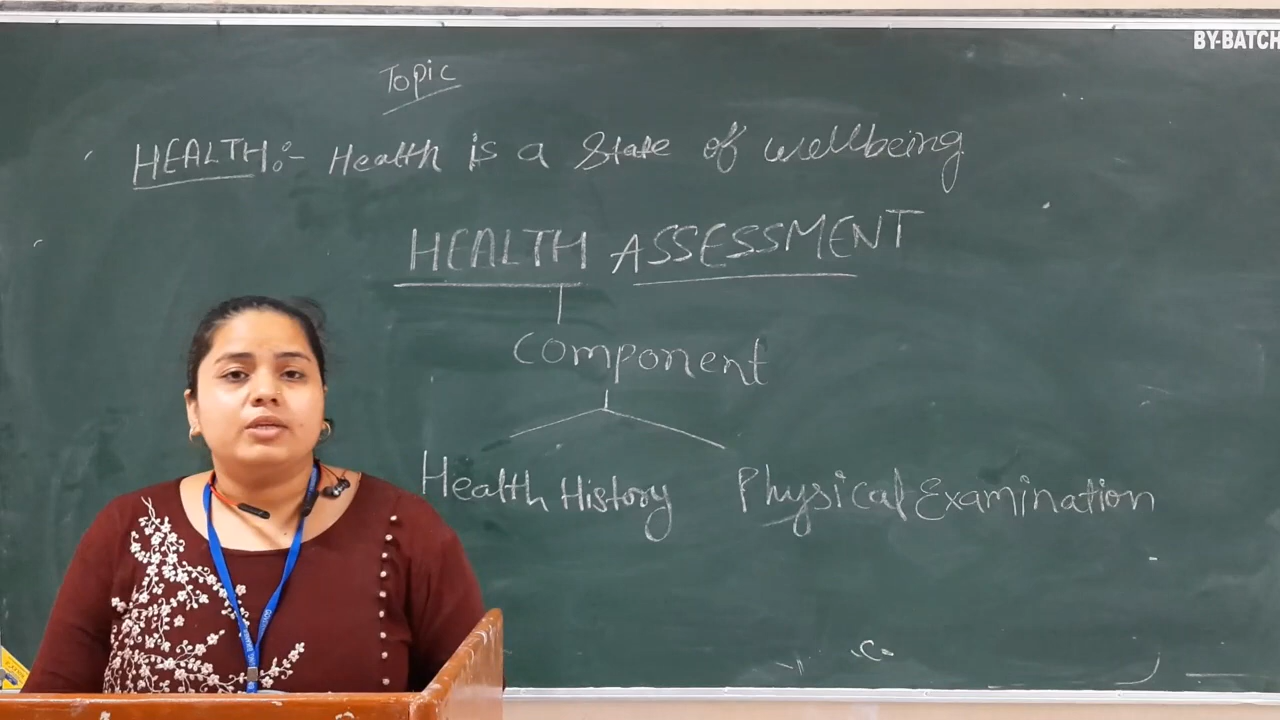 BY-BATCH
Topic
HEALTH:- Health is a State of wellbeing
HEALTH ASSESSMENT
Component
Health History Physical Examination